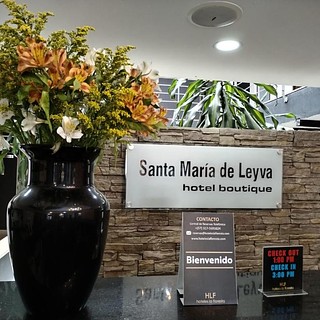 Santa María de Leyva
hotel boutique
CONTACTO
Bienvenido
HLF
CHECK OUT
1:00 PM
CHECK IN
3:00 PM
HLF